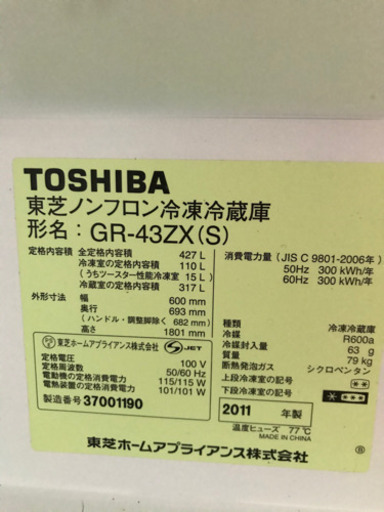 TOSHIBA
東芝ノンフロン冷凍冷蔵庫
形名：GR-43ZX(S)
定格内容積 全定格内容積 427 L
冷凍室の定格内容積 110 L
（うちツースター性能冷凍室 15 L）
冷蔵室の定格内容積 317 L
外形寸法 幅 600 mm
奥行 693 mm
（ハンドル・調整脚除く 682 mm）
高さ 1801 mm
東芝ホームアプライアンス株式会社 S-JET
定格電圧 100 V
定格周波数 50/60 Hz
電動機の定格消費電力 115/115 W
電熱装置の定格消費電力 101/101 W
製造番号 37001190
消費電力量（JIS C 9801-2006年）
50Hz 300 kWh/年
60Hz 300 kWh/年
種類 冷凍冷蔵庫
冷媒 R600a
冷媒封入量 63 g
質量 79 kg
断熱発泡ガス シクロペンタン
上段冷凍室の記号
下段冷凍室の記号
2011 年製
温度ヒューズ 77℃
MADE IN CHINA
東芝ホームアプライアンス株式会社